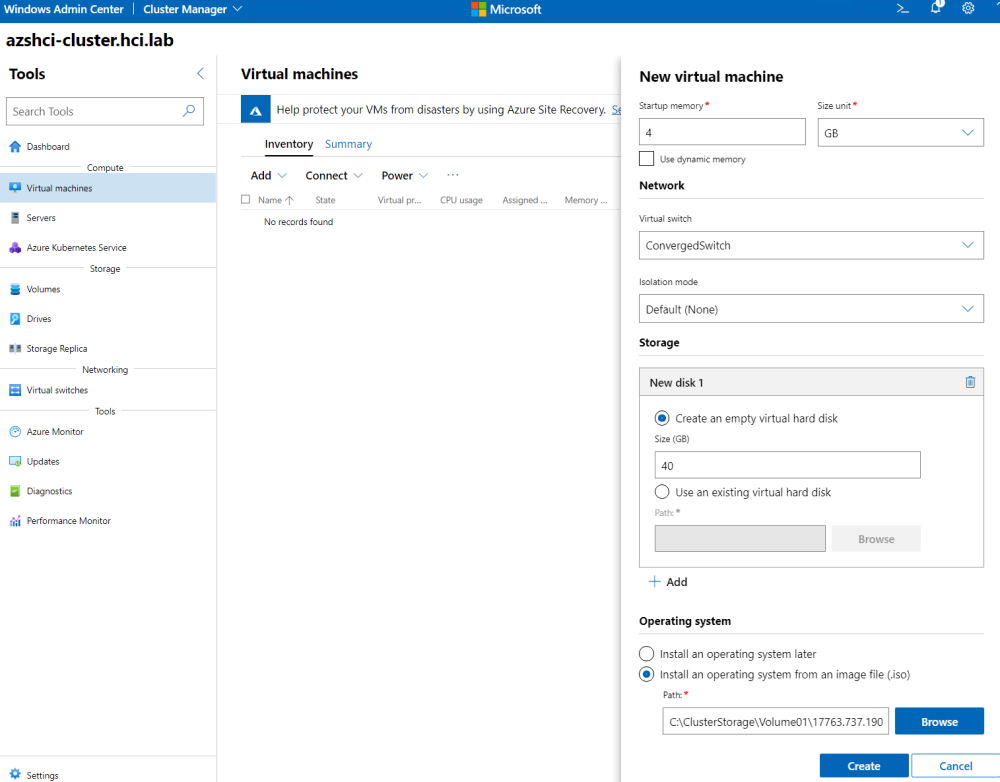 Windows Admin Center Cluster Manager Microsoft 1
azshci-cluster.hci.lab
Tools
Search Tools
Dashboard
Compute
Virtual machines
Servers
Azure Kubernetes Service
Storage
Volumes
Drives
Storage Replica
Networking
Virtual switches
Tools
Azure Monitor
Updates
Diagnostics
Performance Monitor
Settings
Virtual machines
Help protect your VMs from disasters by using Azure Site Recovery. Se
Inventory Summary
Add Connect Power ...
Name State Virtual pr... CPU usage Assigned ... Memory ...
No records found
New virtual machine
Startup memory* Size unit*
4 GB
Use dynamic memory
Network
Virtual switch
ConvergedSwitch
Isolation mode
Default (None)
Storage
New disk 1
Create an empty virtual hard disk
Size (GB)
40
Use an existing virtual hard disk
Path: *
Browse
+ Add
Operating system
Install an operating system later
Install an operating system from an image file (.iso)
Path:*
C:\ClusterStorage\Volume01\17763.737.190 Browse
Create Cancel